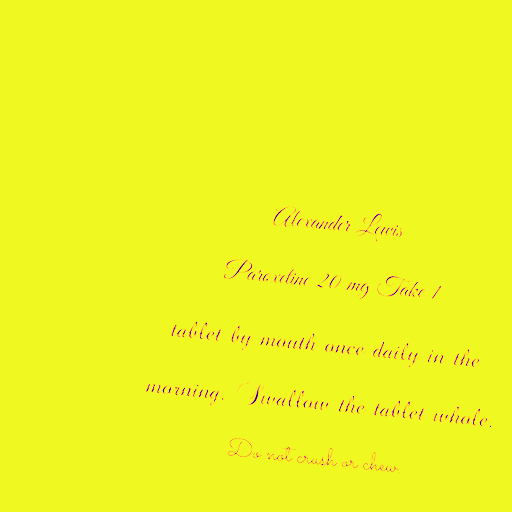 Alexander Lewis
Paroxetine 20 mg Take 1
tablet by mouth once daily in the
morning. Swallow the tablet whole.
Do not crush or chew